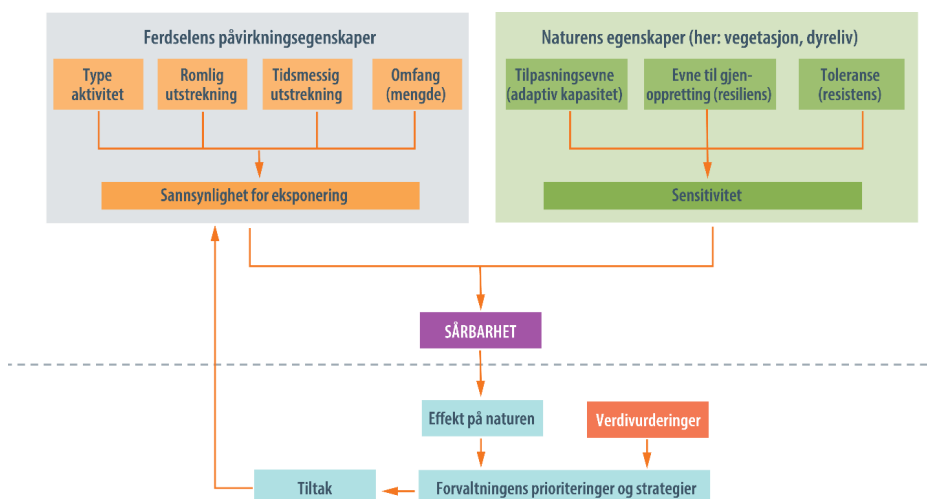 Ferdselens påvirkningsegenskaper
Type
aktivitet
Romlig
utstrekning
Tidsmessig
utstrekning
Omfang
(mengde)
Sannsynlighet for eksponering
Naturens egenskaper (her: vegetasjon, dyreliv)
Tilpasningsevne
(adaptiv kapasitet)
Evne til gjen-
oppretting (resiliens)
Toleranse
(resistens)
Sensitivitet
SÅRBARHET
Effekt på naturen
Verdivurderinger
Tiltak
Forvaltningens prioriteringer og strategier